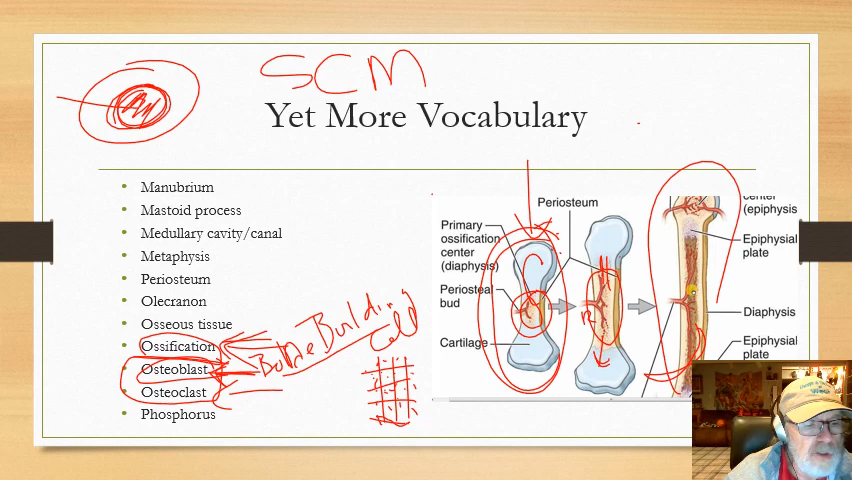 SCM
Yet More Vocabulary
Manubrium
Mastoid process
Medullary cavity/canal
Metaphysis
Periosteum
Olecranon
Osseous tissue
Ossification
Osteoblast
Osteoclast
Phosphorus
Bone Building
Cell
Periosteum
Primary
ossification
center
(diaphysis)
Periosteal
bud
Cartilage
center
(epiphysis
Epiphysial
plate
Diaphysis
Epiphysial
plate